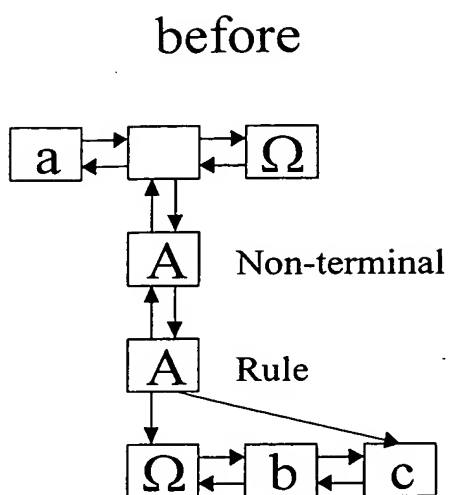 before
a Ω
A Non-terminal
A Rule
Ω b c